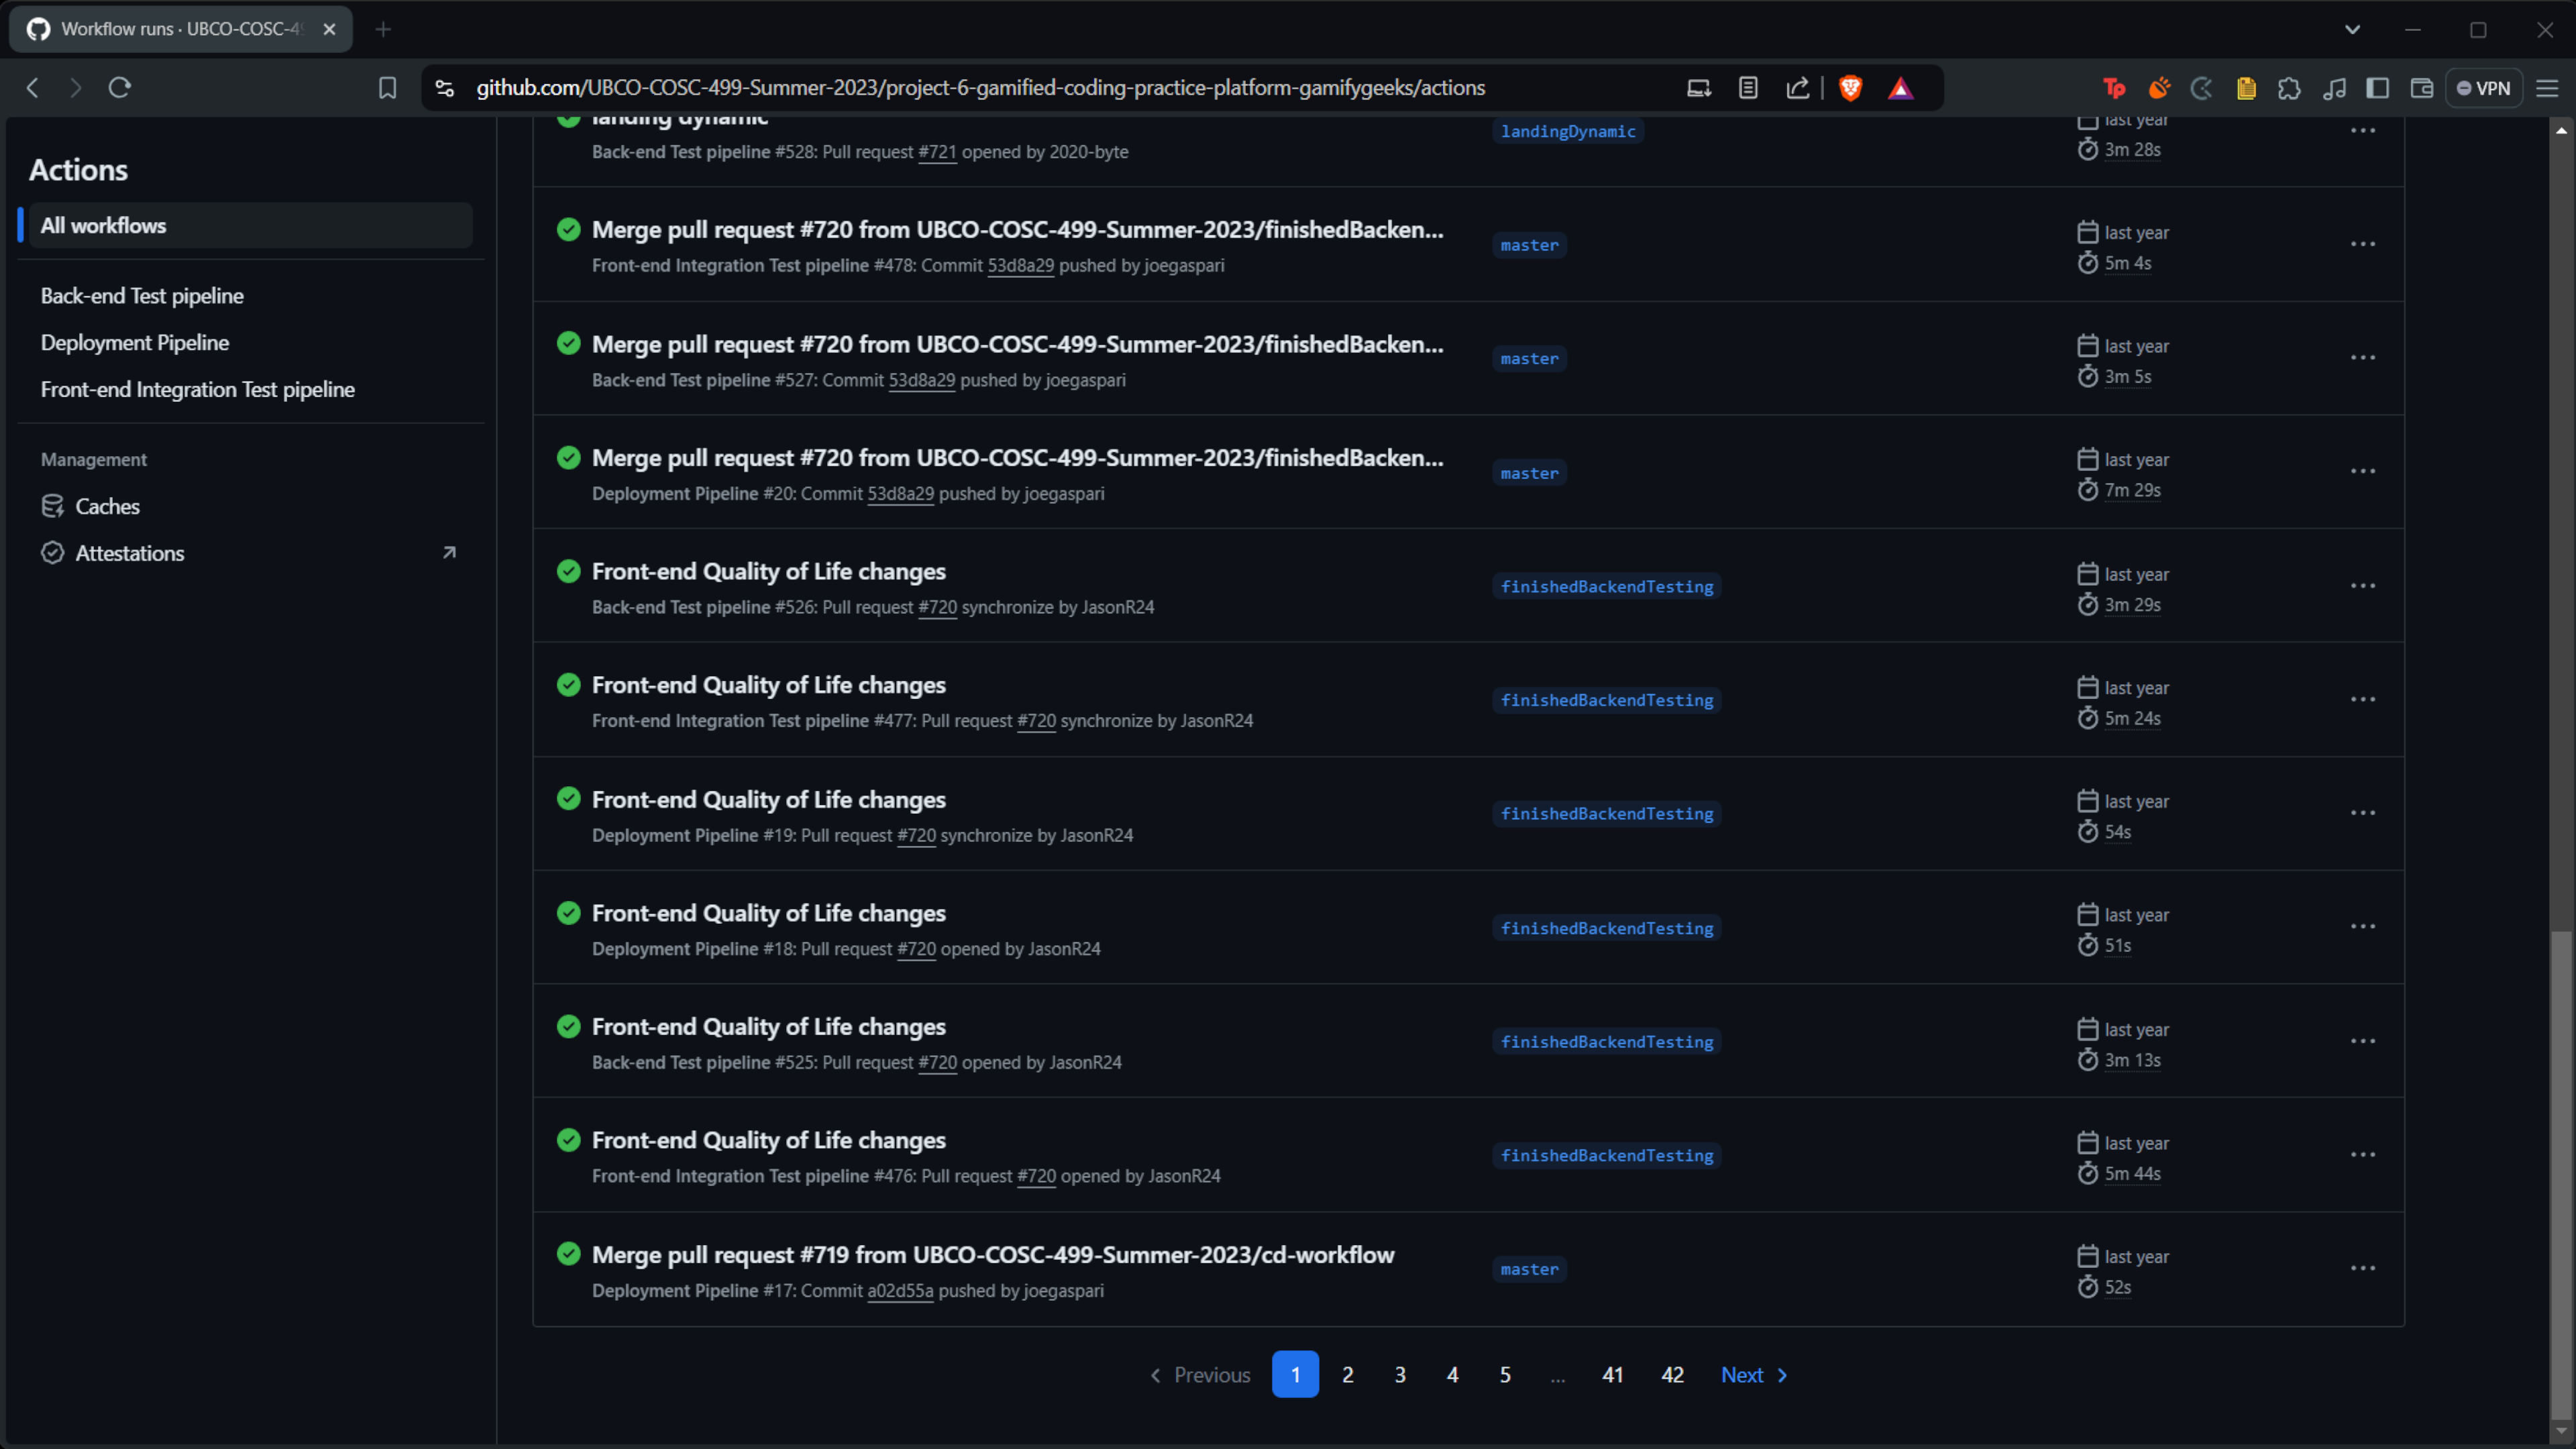 Workflow runs · UBCO-COSC-4
github.com/UBCO-COSC-499-Summer-2023/project-6-gamified-coding-practice-platform-gamifygeeks/actions
VPN
Actions
All workflows
Back-end Test pipeline
Deployment Pipeline
Front-end Integration Test pipeline
Management
Caches
Attestations
landing dynamic
landingDynamic
last year
Back-end Test pipeline #528: Pull request #721 opened by 2020-byte
3m 28s
Merge pull request #720 from UBCO-COSC-499-Summer-2023/finishedBacken...
master
last year
Front-end Integration Test pipeline #478: Commit 53d8a29 pushed by joegaspari
5m 4s
Merge pull request #720 from UBCO-COSC-499-Summer-2023/finishedBacken...
master
last year
Back-end Test pipeline #527: Commit 53d8a29 pushed by joegaspari
3m 5s
Merge pull request #720 from UBCO-COSC-499-Summer-2023/finishedBacken...
master
last year
Deployment Pipeline #20: Commit 53d8a29 pushed by joegaspari
7m 29s
Front-end Quality of Life changes
finishedBackendTesting
last year
Back-end Test pipeline #526: Pull request #720 synchronize by JasonR24
3m 29s
Front-end Quality of Life changes
finishedBackendTesting
last year
Front-end Integration Test pipeline #477: Pull request #720 synchronize by JasonR24
5m 24s
Front-end Quality of Life changes
finishedBackendTesting
last year
Deployment Pipeline #19: Pull request #720 synchronize by JasonR24
54s
Front-end Quality of Life changes
finishedBackendTesting
last year
Deployment Pipeline #18: Pull request #720 opened by JasonR24
51s
Front-end Quality of Life changes
finishedBackendTesting
last year
Back-end Test pipeline #525: Pull request #720 opened by JasonR24
3m 13s
Front-end Quality of Life changes
finishedBackendTesting
last year
Front-end Integration Test pipeline #476: Pull request #720 opened by JasonR24
5m 44s
Merge pull request #719 from UBCO-COSC-499-Summer-2023/cd-workflow
master
last year
Deployment Pipeline #17: Commit a02d55a pushed by joegaspari
52s
Previous 1 2 3 4 5 ... 41 42 Next